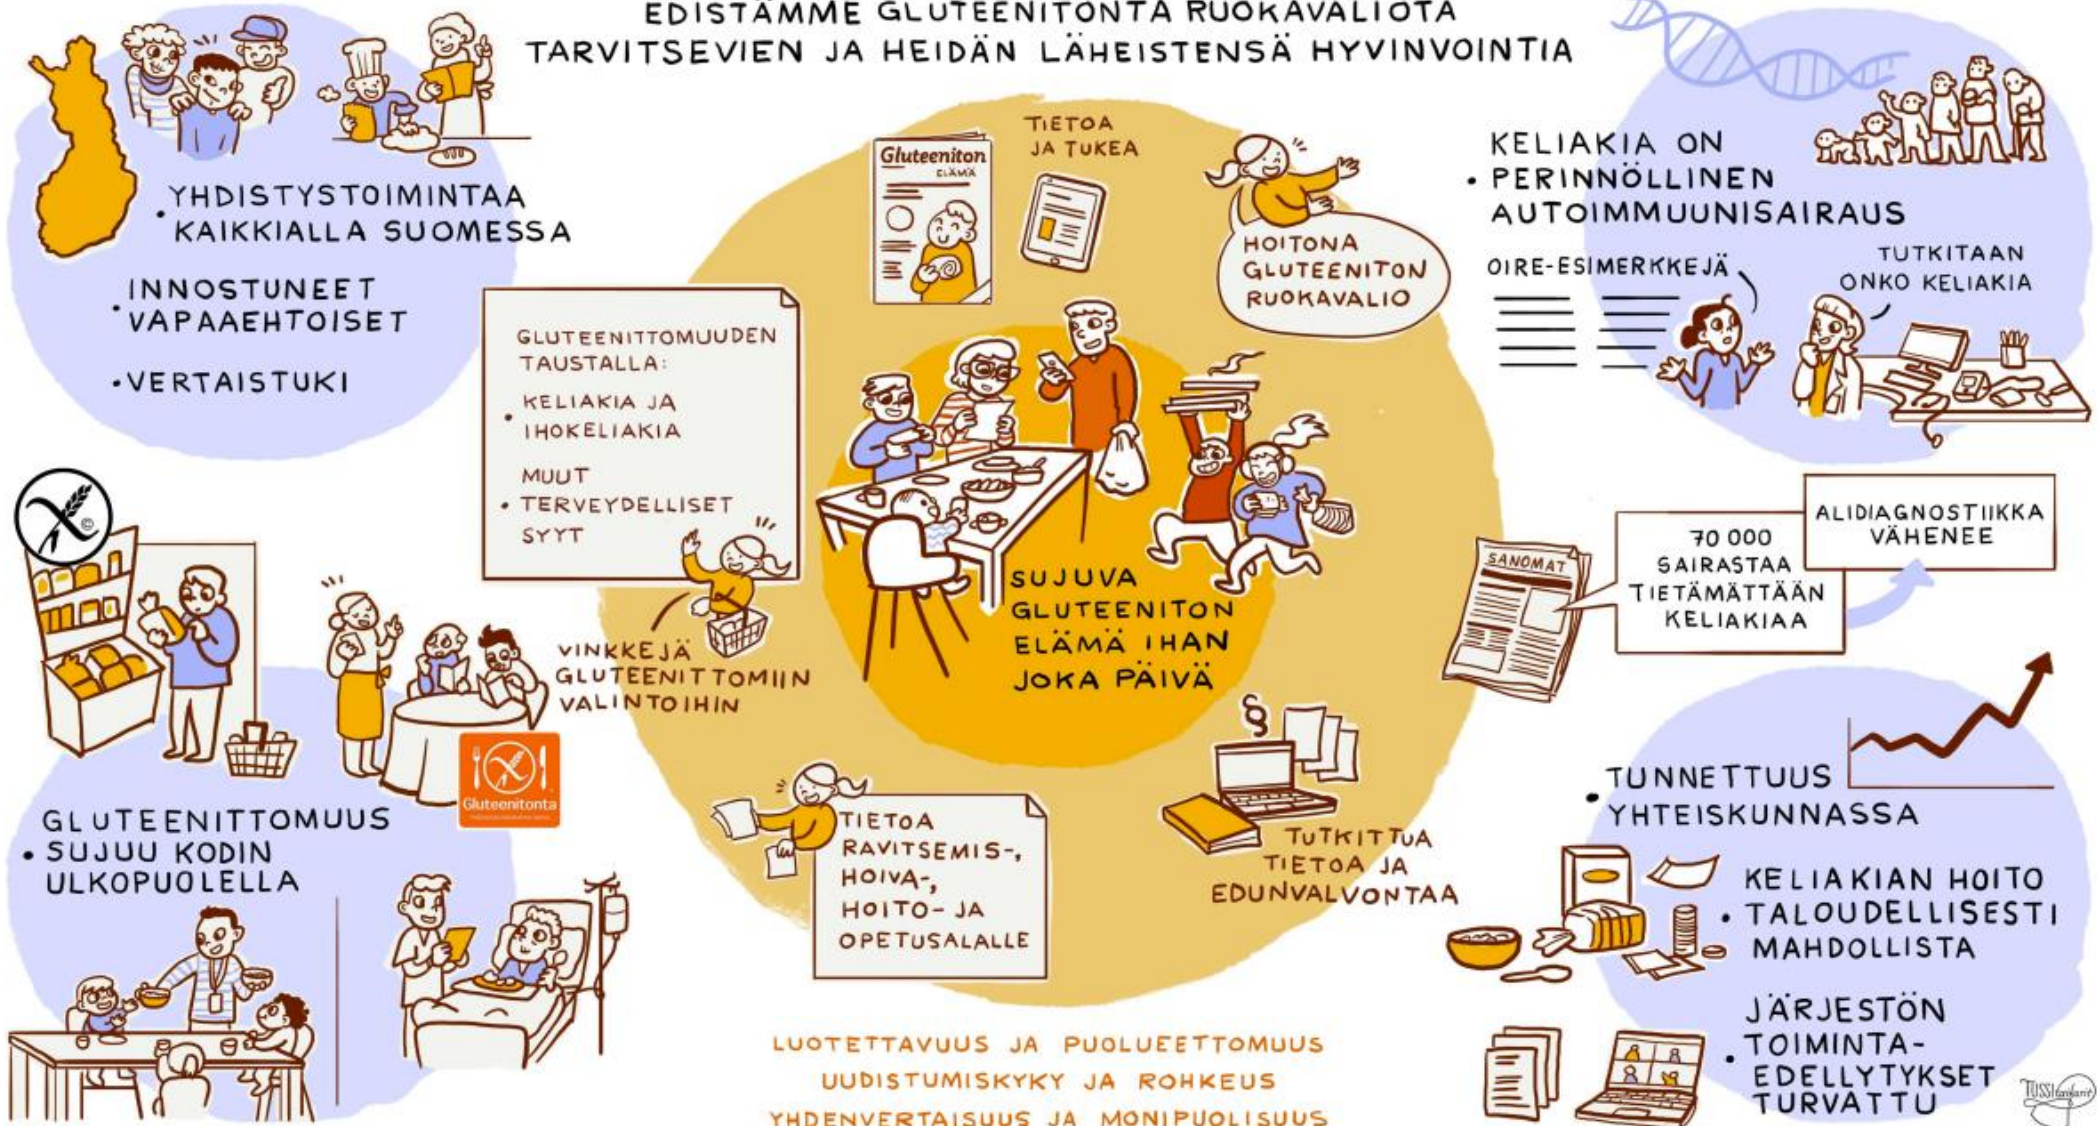 EDISTÄMME GLUTEENITONTA RUOKAVALIOTA
TARVITSEVIEN JA HEIDÄN LÄHEISTENSÄ HYVINVOINTIA
• YHDISTYSTOIMINTAA
KAIKKIALLA SUOMESSA
• INNOSTUNEET
VAPAAEHTOISET
• VERTAISTUKI
Gluteeniton
ELÄMÄ
TIETOA
JA TUKEA
HOITONA
GLUTEENITON
RUOKAVALIO
KELIAKIA ON
• PERINNÖLLINEN
AUTOIMMUUNISAIRAUS
OIRE-ESIMERKKEJÄ
TUTKITAAN
ONKO KELIAKIA
GLUTEENITTOMUUDEN
TAUSTALLA:
• KELIAKIA JA
IHOKELIAKIA
MUUT
• TERVEYDELLISET
SYYT
VINKKEJÄ
GLUTEENITTOMIIN
VALINTOIHIN
SUJUVA
GLUTEENITON
ELÄMÄ IHAN
JOKA PÄIVÄ
SANOMAT
70 000
SAIRASTAA
TIETÄMÄTTÄÄN
KELIAKIAA
ALIDIAGNOSTIIKKA
VÄHENEE
©
Gluteenitonta
GLUTEENITTOMUUS
• SUJUU KODIN
ULKOPUOLELLA
TIETOA
RAVITSEMIS-,
HOIVA-,
HOITO- JA
OPETUSALALLE
§
TUTKITTUA
TIETOA JA
EDUNVALVONTAA
• TUNNETTUUS
YHTEISKUNNASSA
KELIAKIAN HOITO
• TALOUDELLISESTI
MAHDOLLISTA
JÄRJESTÖN
• TOIMINTA-
EDELLYTYKSET
TURVATTU
LUOTETTAVUUS JA PUOLUEETTOMUUS
UUDISTUMISKYKY JA ROHKEUS
YHDENVERTAISUUS JA MONIPUOLISUUS